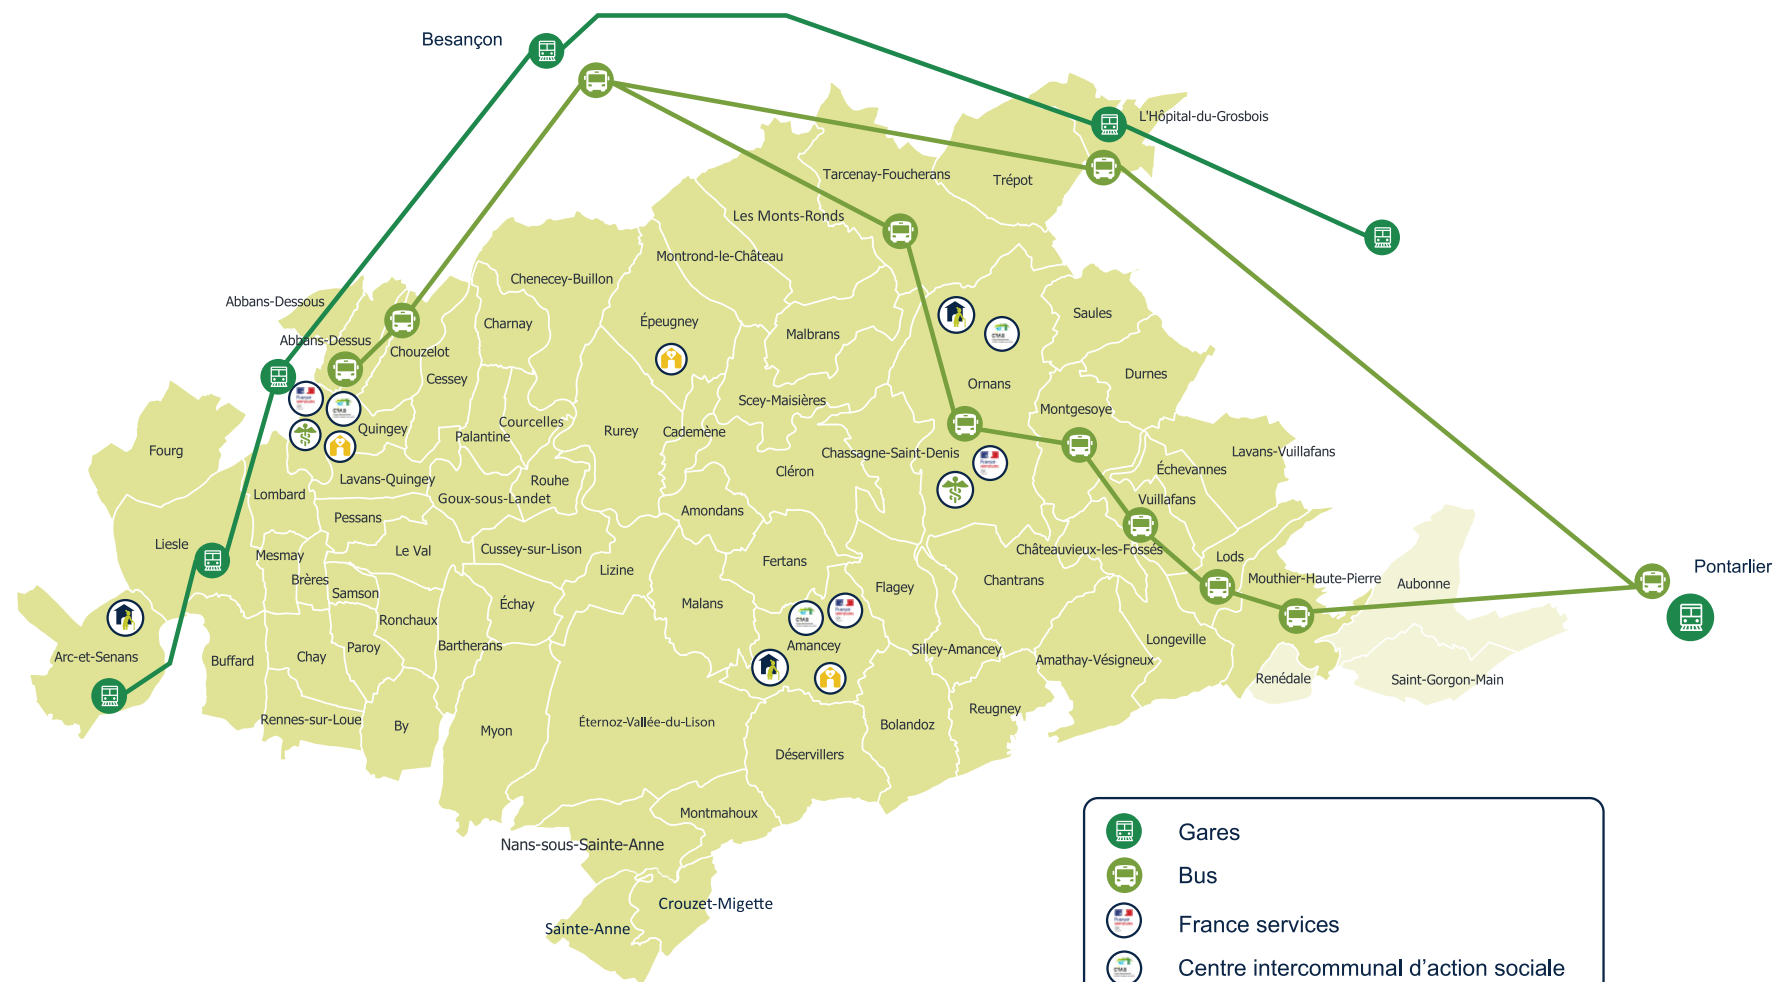 Besançon
L'Hôpital-du-Grosbois
Tarcenay-Foucherans
Trépot
Les Monts-Ronds
Montrond-le-Château
Chenecey-Buillon
Abbans-Dessous
Saules
Épeugney
Charnay
Malbrans
Abbans-Dessus
Chouzelot
Cessey
Durnes
Ornans
Scey-Maisières
Montgesoye
Courcelles
Quingey
Palantine
Rurey
Cademène
Fourg
Chassagne-Saint-Denis
Lavans-Vuillafans
Cléron
Échevannes
Lavans-Quingey
Rouhe
Lombard
Goux-sous-Landet
Vuillafans
Amondans
Pessans
Liesle
Le Val
Cussey-sur-Lison
Châteauvieux-les-Fossés
Mesmay
Lods
Fertans
Pontarlier
Lizine
Brères
Chantrans
Mouthier-Haute-Pierre
Aubonne
Samson
Flagey
Échay
Malans
Ronchaux
Longeville
Bartherans
Amancey
Paroy
Silley-Amancey
Arc-et-Senans
Chay
Buffard
Amathay-Vésigneux
Renédale
Saint-Gorgon-Main
Reugney
Rennes-sur-Loue
Éternoz-Vallée-du-Lison
Bolandoz
By
Myon
Déservillers
Montmahoux
Nans-sous-Sainte-Anne
Crouzet-Migette
Sainte-Anne
Gares
Bus
France services
Centre intercommunal d'action sociale